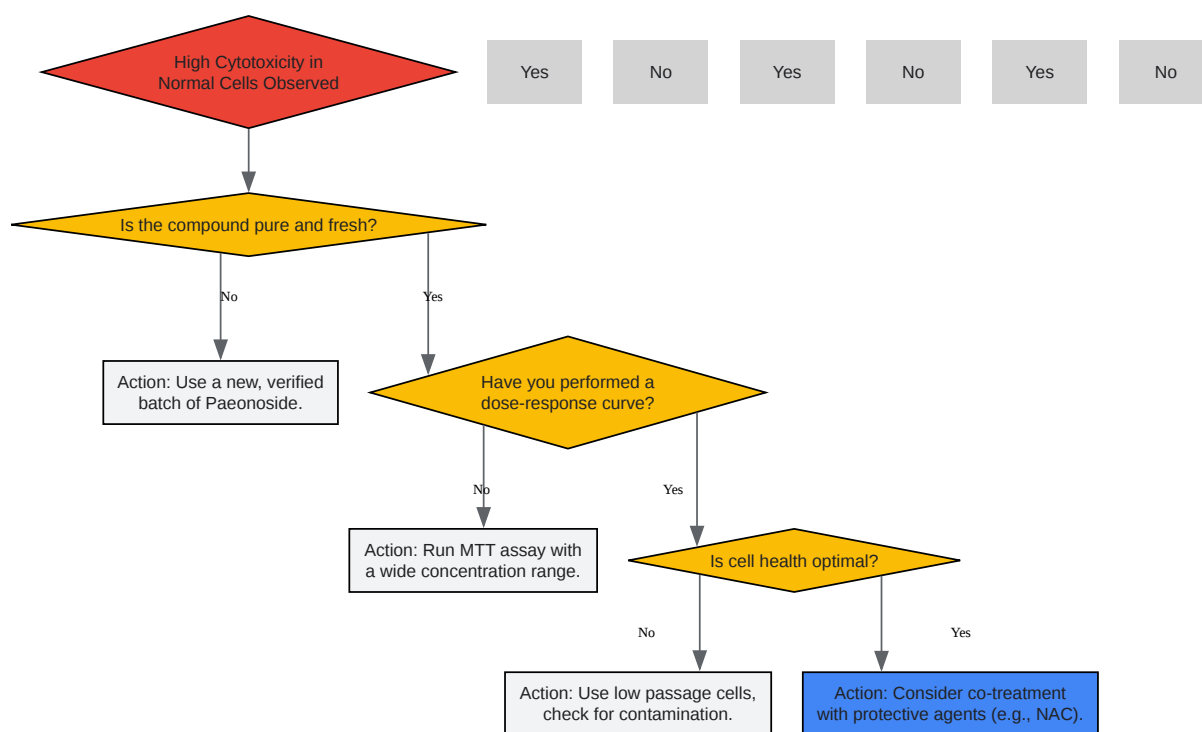 High Cytotoxicity in
Normal Cells Observed
Yes
No
Yes
No
Yes
No
Is the compound pure and fresh?
No
Yes
Action: Use a new, verified
batch of Paeonoside.
Have you performed a
dose-response curve?
No
Yes
Action: Run MTT assay with
a wide concentration range.
Is cell health optimal?
No
Yes
Action: Use low passage cells,
check for contamination.
Action: Consider co-treatment
with protective agents (e.g., NAC).